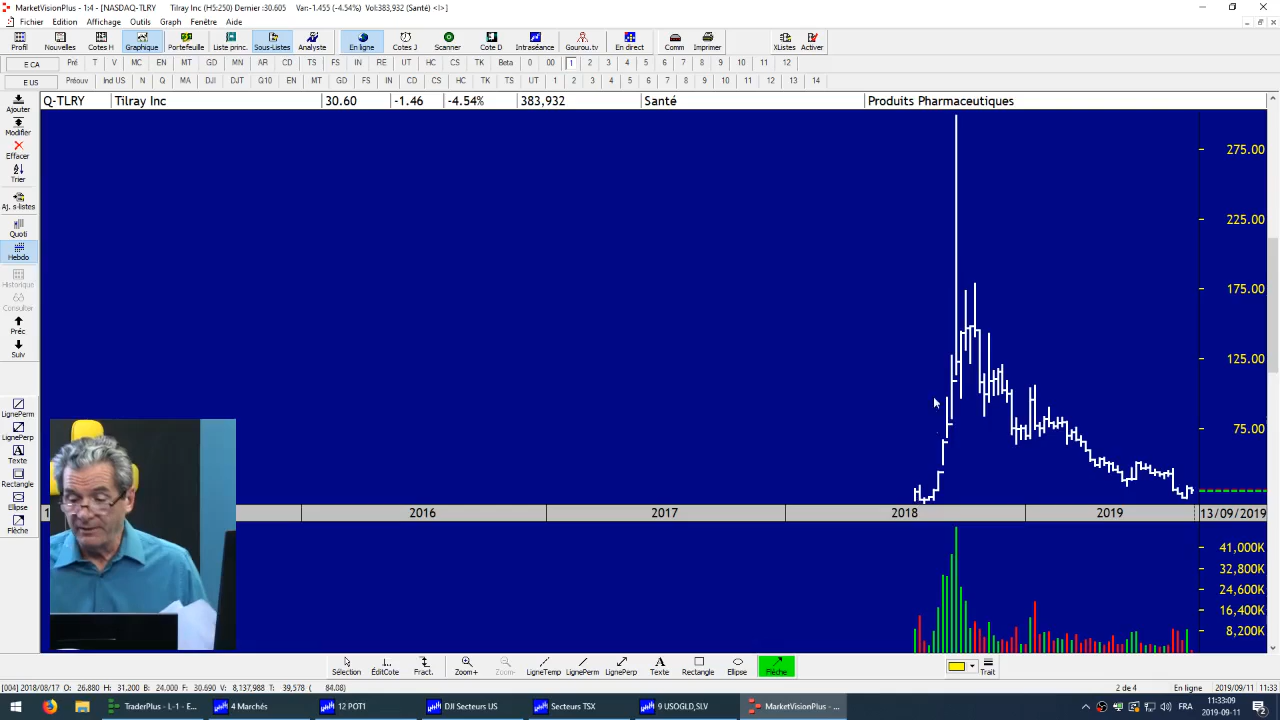 MarketVisionPlus - 1:4 - [NASDAQ-TLRY Tilray Inc (H5:250) Dernier :30.605 Var:-1.455 (-4.54%) Vol:383,932 (Santé) <I>]
Fichier Edition Affichage Outils Graph Fenêtre Aide
Profil Nouvelles Cotes H Graphique Portefeuille Liste princ. Sous-Listes Analyste En ligne Cotes J Scanner Cote D Intraséance Gourou.tv En direct Comm Imprimer XListes Activer
E CA Pré T V MC EN MT GD MN AR CD TS FS IN RE UT HC CS TK Beta 0 00 1 2 3 4 5 6 7 8 9 10 11 12
E US Préouv Ind US N Q MA DJI DJT Q10 EN MT GD FS IN CD CS HC TK TS UT 1 2 3 4 5 6 7 8 9 10 11 12 13 14
Q-TLRY Tilray Inc 30.60 -1.46 -4.54% 383,932 Santé Produits Pharmaceutiques
Ajouter
Modifier
Effacer
Trier
Aj. s-listes
Quoti
Hebdo
Historique
Consulter
Préc
Suiv
LignePerm
LignePerp
Texte
Rectangle
Ellipse
Flèche
275.00
225.00
175.00
125.00
75.00
1 2016 2017 2018 2019 13/09/2019
41,000K
32,800K
24,600K
16,400K
8,200K
Sélection ÉditCote Fract. Zoom+ Zoom- LigneTemp LignePerm LignePerp Texte Rectangle Ellipse Flèche Trait
[004] 2018/08/17 O: 26.880 H: 31.200 B: 24.000 F: 30.690 V: 8,137,988 T: 39,578 ( 84.08) 2 de 4 En ligne 2019/09/11 11:33
TraderPlus - L-1 - E... 4 Marchés 12 POT1 DJI Secteurs US Secteurs TSX 9 USOGLD,SLV MarketVisionPlus - ... FRA 11:33:09
2019-09-11 2